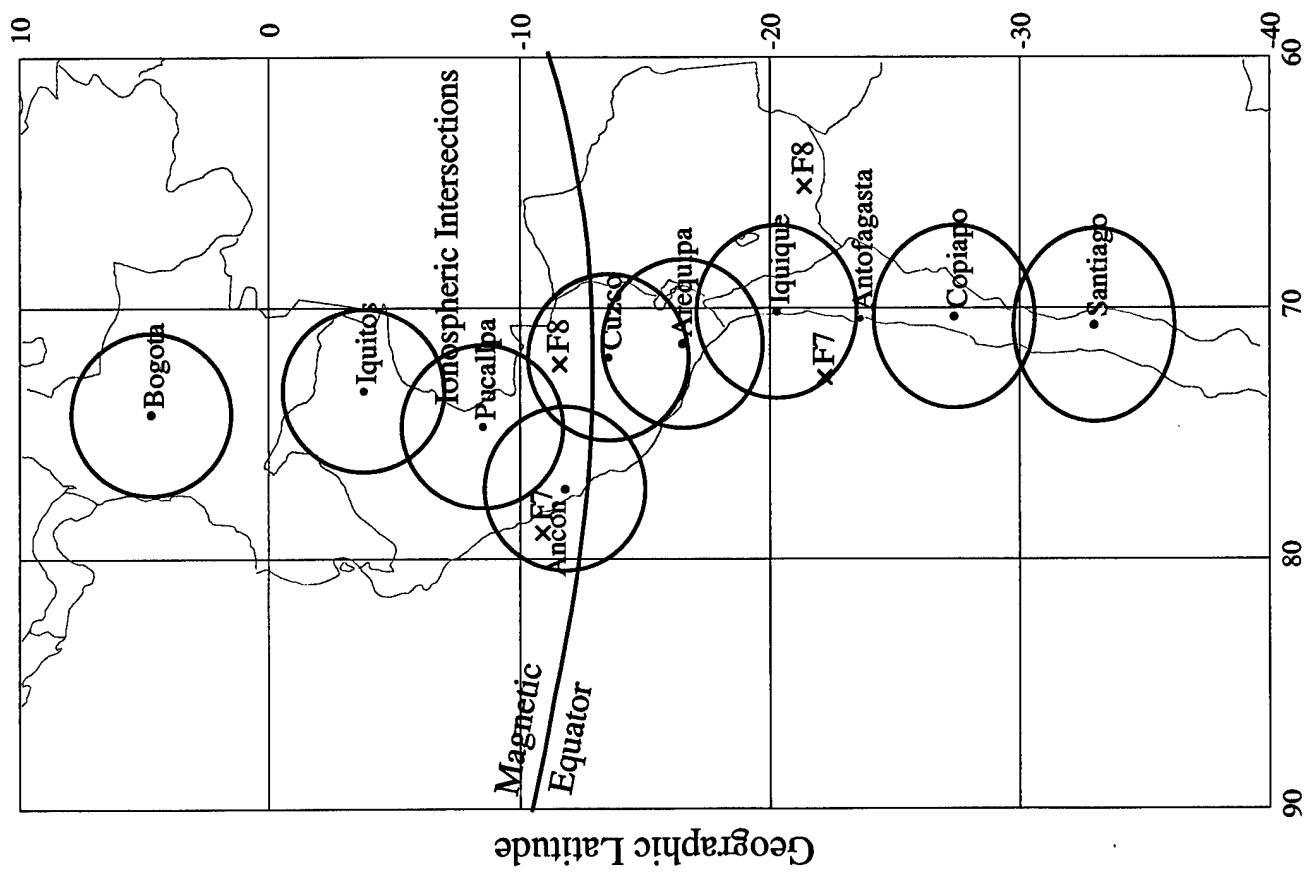 10
0
-10
-20
-30
-40
60
70
80
90
Geographic Latitude
Magnetic
Equator
Ionospheric Intersections
Bogota
Iquitos
Pucallpa
F7
Ancon
F8
Cuzco
Arequipa
Iquique
F8
F7
Antofagasta
Copiapo
Santiago